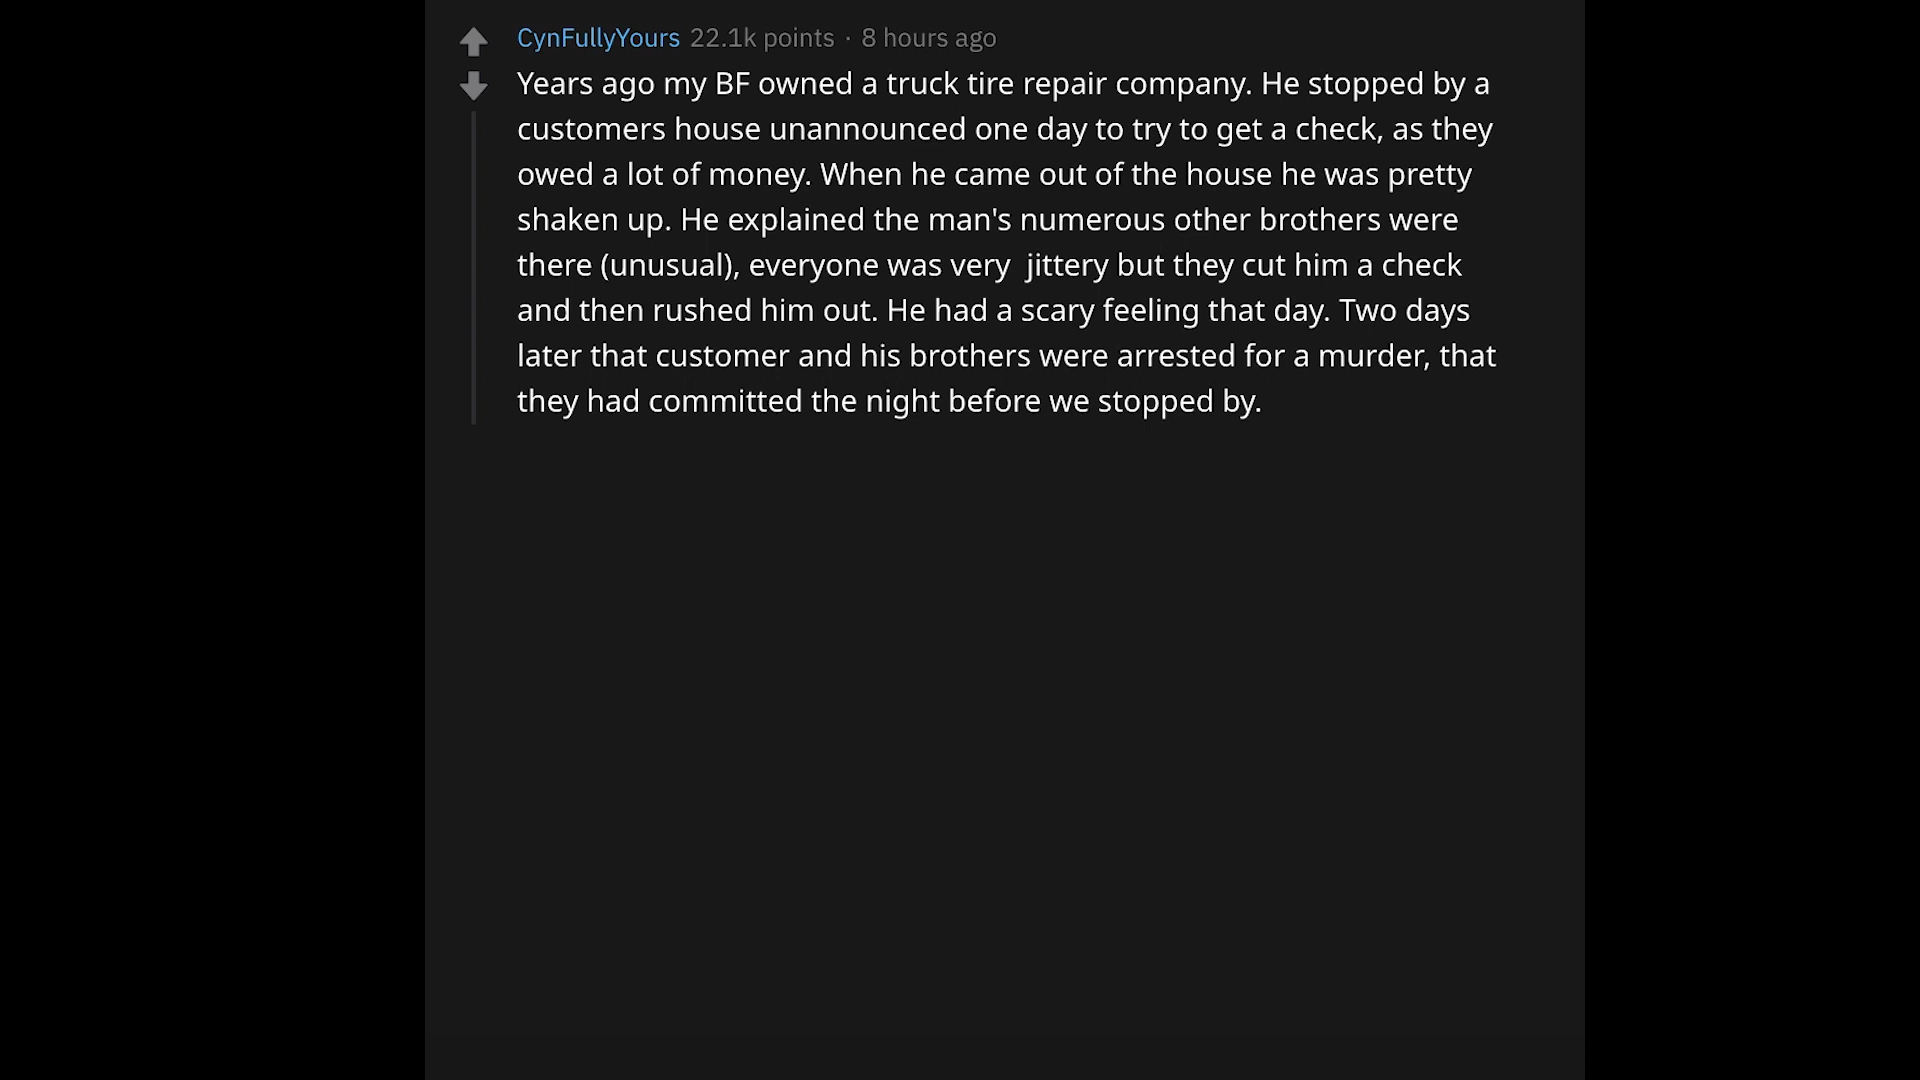 CynFullyYours 22.1k points · 8 hours ago
Years ago my BF owned a truck tire repair company. He stopped by a
customers house unannounced one day to try to get a check, as they
owed a lot of money. When he came out of the house he was pretty
shaken up. He explained the man's numerous other brothers were
there (unusual), everyone was very  jittery but they cut him a check
and then rushed him out. He had a scary feeling that day. Two days
later that customer and his brothers were arrested for a murder, that
they had committed the night before we stopped by.